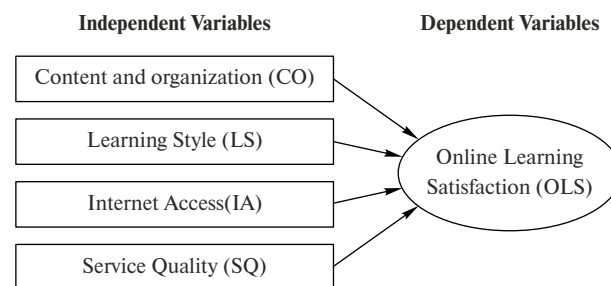 Independent Variables
Dependent Variables
Content and organization (CO)
Learning Style (LS)
Internet Access(IA)
Service Quality (SQ)
Online Learning
Satisfaction (OLS)